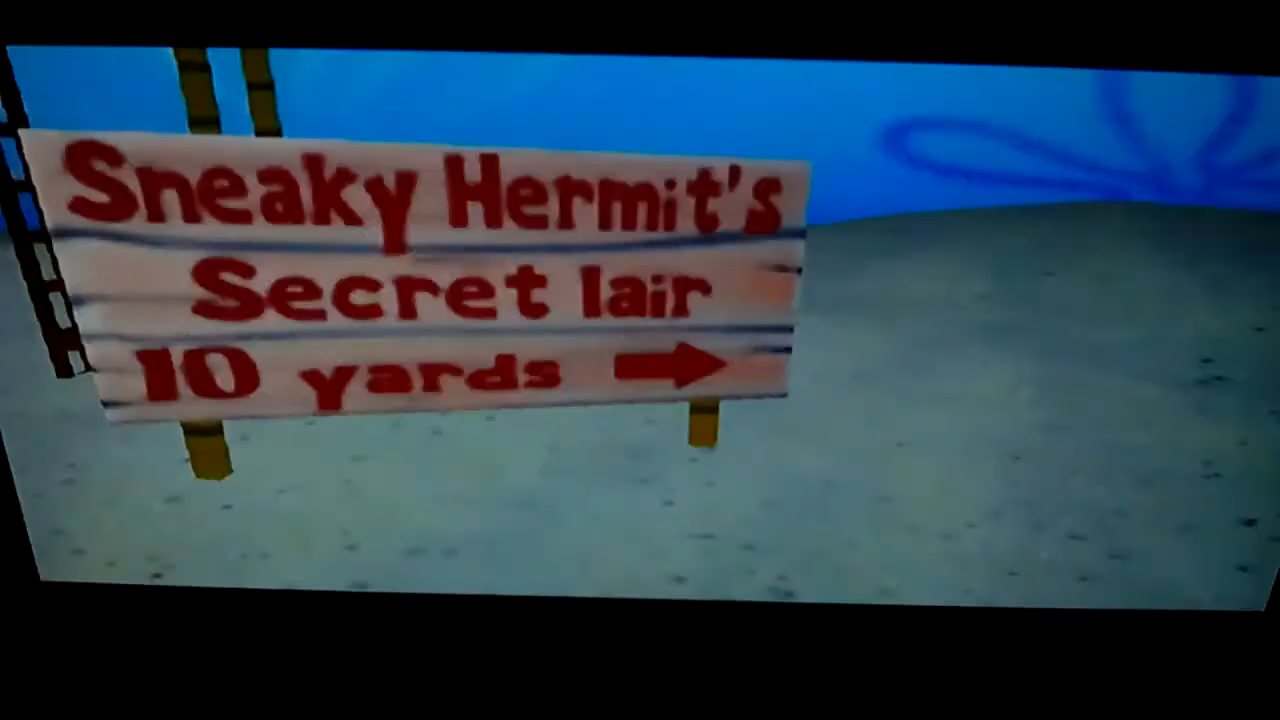 Sneaky Hermit's
Secret lair
10 yards →